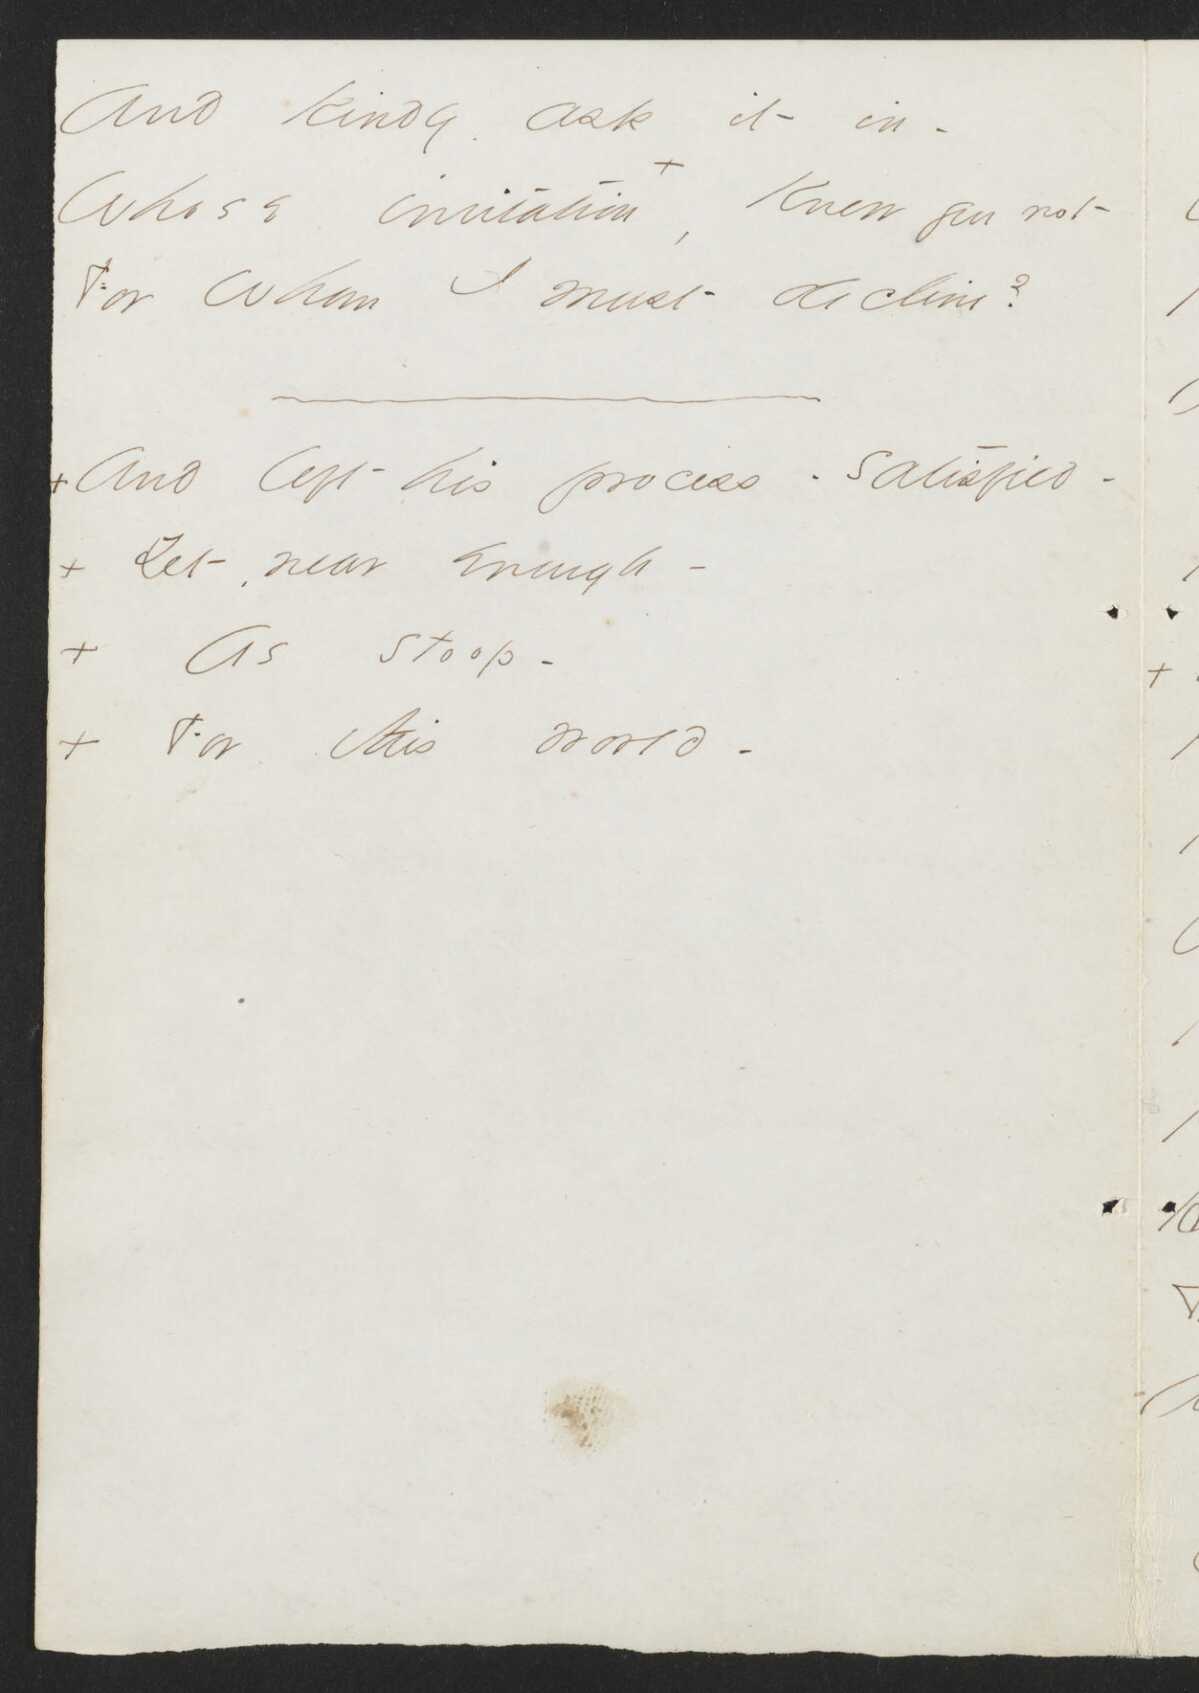 And kindly ask it in -
Whose invitation +, knew you not
For Whom I must decline?
+ And left his process - satisfied -
+ Yet, near enough -
+ As stoop -
+ For this world -